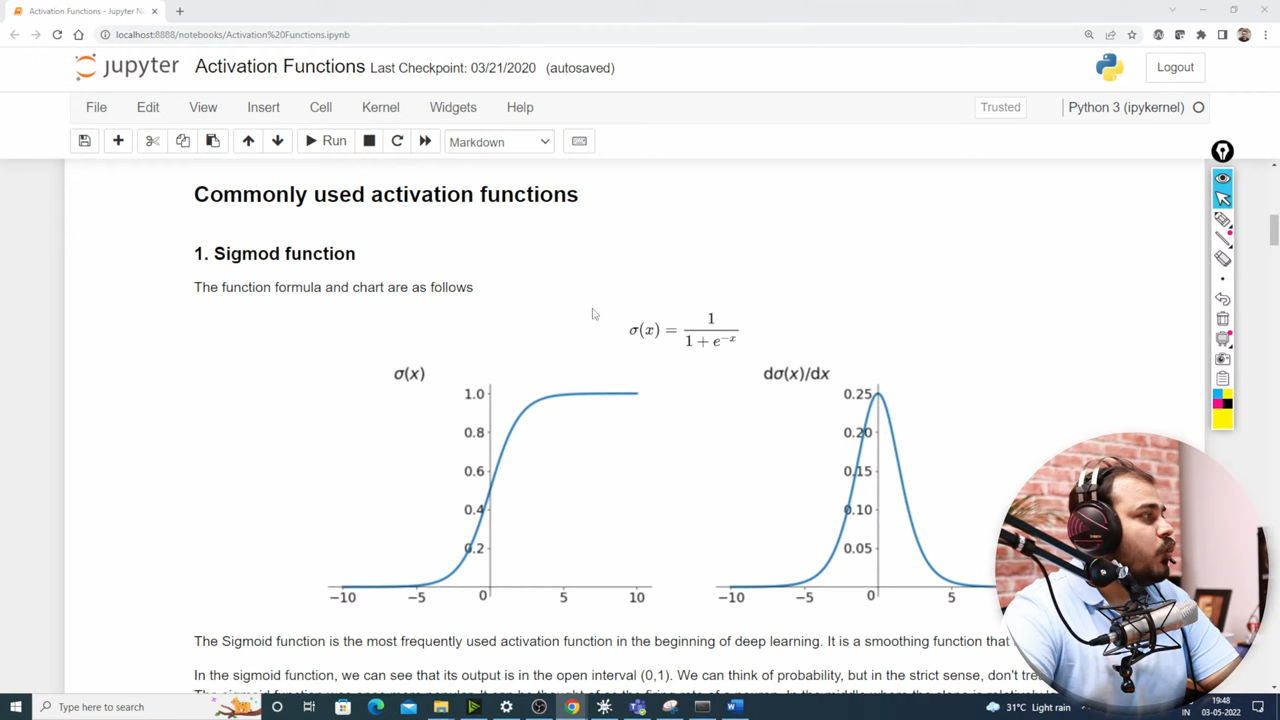 Activation Functions - Jupyter N
localhost:8888/notebooks/Activation%20Functions.ipynb
jupyter Activation Functions Last Checkpoint: 03/21/2020 (autosaved) Logout
File Edit View Insert Cell Kernel Widgets Help Trusted Python 3 (ipykernel)
Run Markdown
Commonly used activation functions
1. Sigmod function
The function formula and chart are as follows
σ(x) = 1 / (1 + e^−x)
σ(x) dσ(x)/dx
1.0 0.25
0.8 0.20
0.6 0.15
0.4 0.10
0.2 0.05
−10 −5 0 5 10 −10 −5 0 5
The Sigmoid function is the most frequently used activation function in the beginning of deep learning. It is a smoothing function that
In the sigmoid function, we can see that its output is in the open interval (0,1). We can think of probability, but in the strict sense, don't
Type here to search 31°C Light rain IN 19:48
03-05-2022